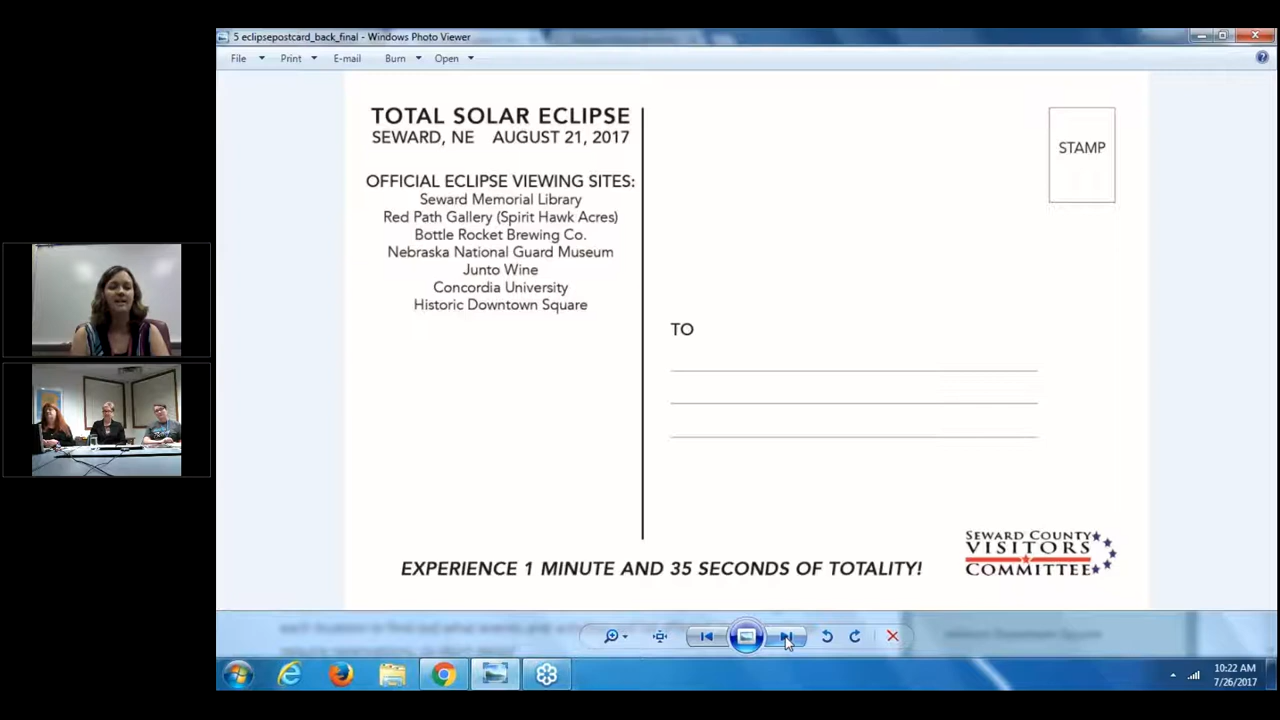 5 eclipsepostcard_back_final - Windows Photo Viewer
File Print E-mail Burn Open
TOTAL SOLAR ECLIPSE
SEWARD, NE AUGUST 21, 2017
OFFICIAL ECLIPSE VIEWING SITES:
Seward Memorial Library
Red Path Gallery (Spirit Hawk Acres)
Bottle Rocket Brewing Co.
Nebraska National Guard Museum
Junto Wine
Concordia University
Historic Downtown Square
STAMP
TO
EXPERIENCE 1 MINUTE AND 35 SECONDS OF TOTALITY!
SEWARD COUNTY
VISITORS
COMMITTEE
10:22 AM
7/26/2017